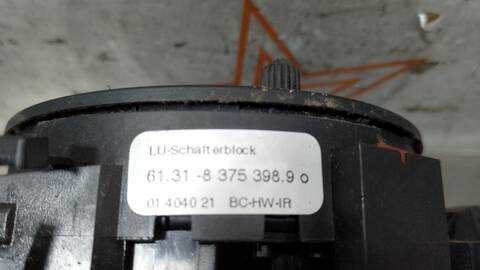 LU-Schalterblock
61.31 -8 375 398.9 o
01 4040 21 BC-HW-IR